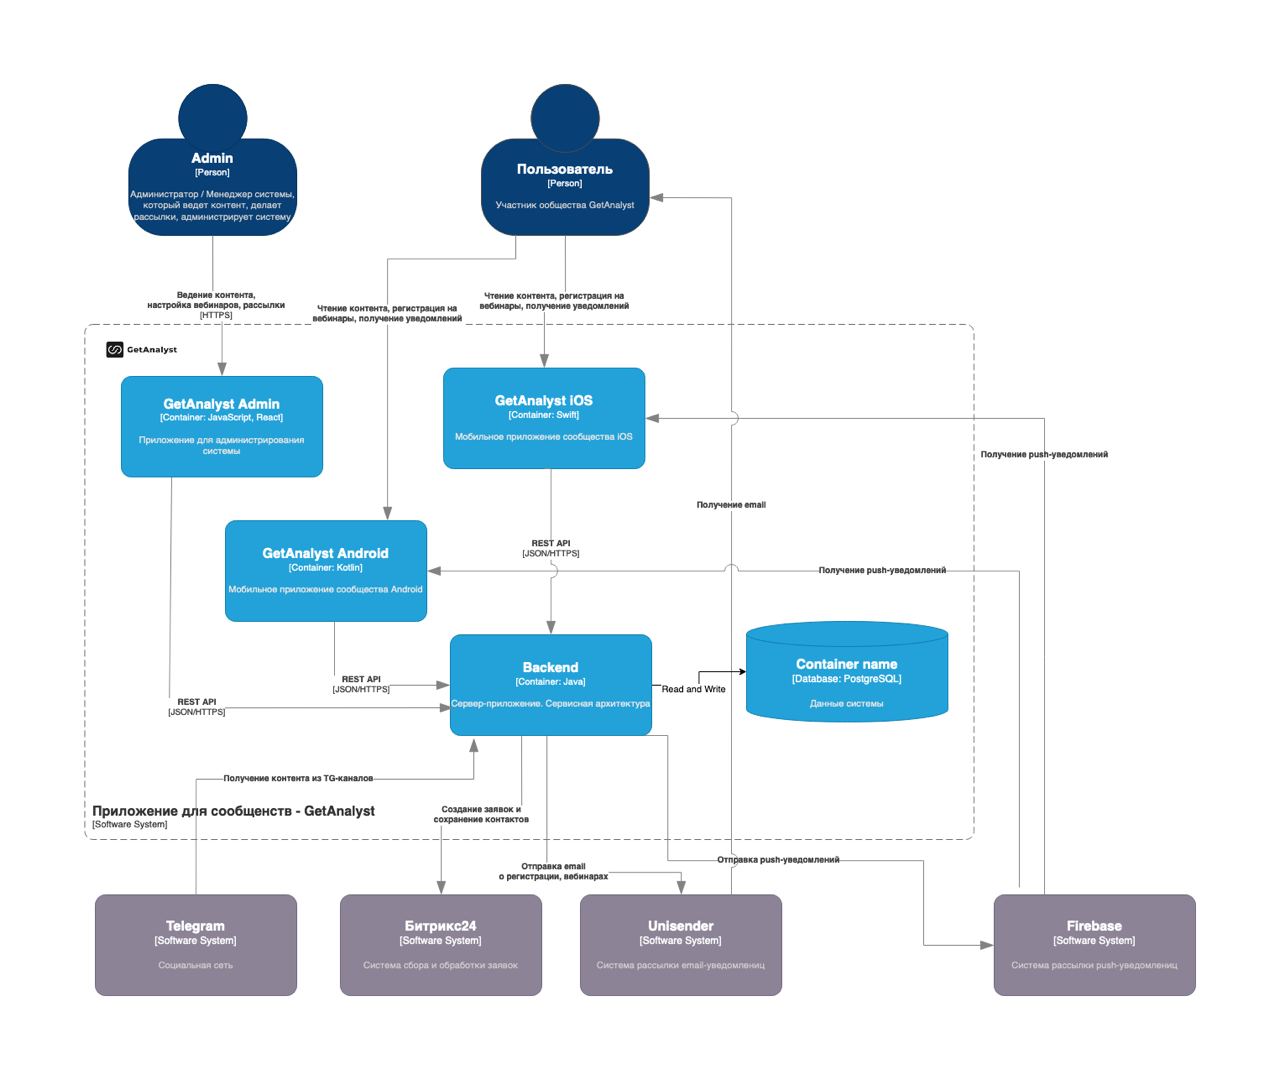 Admin
[Person]
Администратор / Менеджер системы,
который ведет контент, делает
рассылки, администрирует систему
Пользователь
[Person]
Участник ообщества GetAnalyst
Ведение контента,
настройка вебинаров, рассылки
[HTTPS]
Чтение контента, регистрация на
вебинары, получение уведомлений
Чтение контента, регистрация на
вебинары, получение уведомлений
GetAnalyst
GetAnalyst Admin
[Container: JavaScript, React]
Приложение для администрирования
системы
GetAnalyst iOS
[Container: Swift]
Мобильное приложение сообщества iOS
Получение push-уведомлений
Получение email
GetAnalyst Android
[Container: Kotlin]
Мобильное приложение сообщества Android
REST API
[JSON/HTTPS]
Получение push-уведомлений
Backend
[Container: Java]
Сервер-приложение. Сервисная архитектура
Read and Write
Container name
[Database: PostgreSQL]
Данные системы
REST API
[JSON/HTTPS]
REST API
[JSON/HTTPS]
Получение контента из TG-каналов
Приложение для сообщенств - GetAnalyst
[Software System]
Создание заявок и
сохранение контактов
Отправка email
о регистрации, вебинарах
Отправка push-уведомлений
Telegram
[Software System]
Социальная сеть
Битрикс24
[Software System]
Система сбора и обработки заявок
Unisender
[Software System]
Система рассылки email-уведомлениц
Firebase
[Software System]
Система рассылки push-уведомлениц